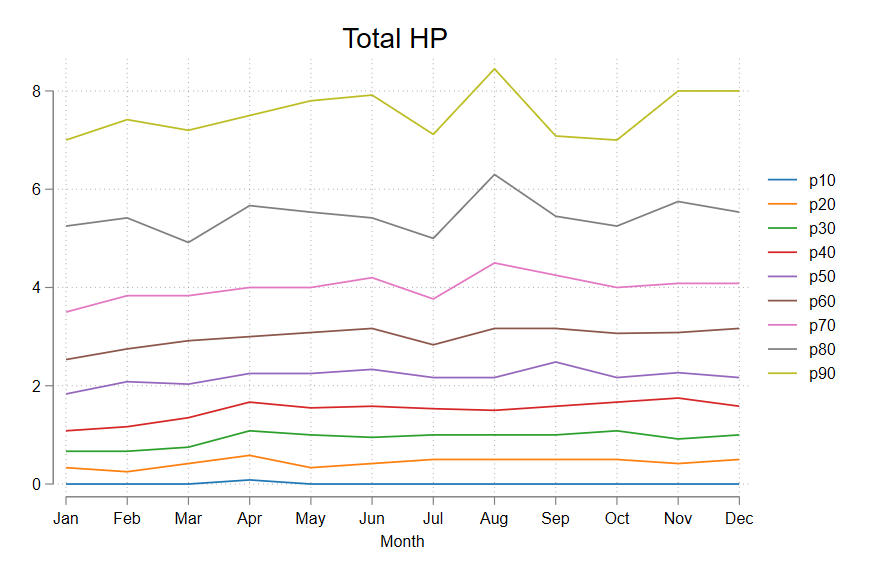 Total HP
8
6
4
2
0
Jan Feb Mar Apr May Jun Jul Aug Sep Oct Nov Dec
Month
p10
p20
p30
p40
p50
p60
p70
p80
p90